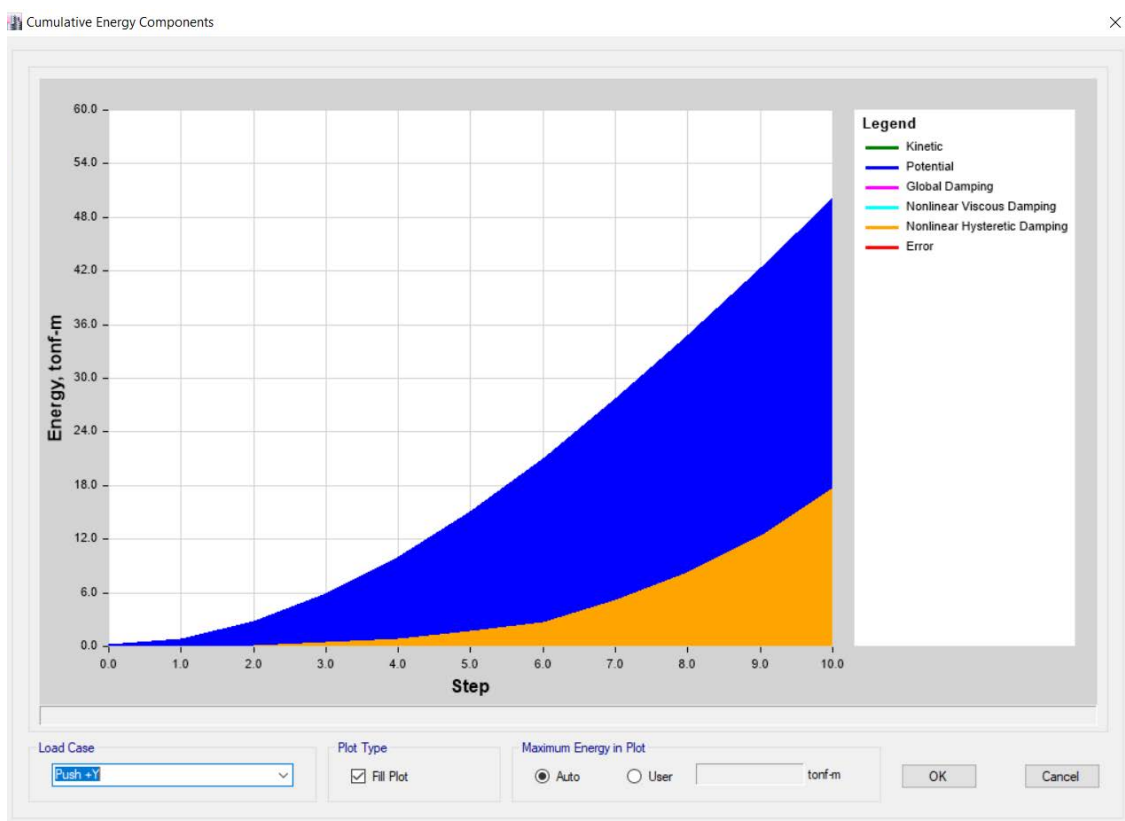 Cumulative Energy Components
60.0
54.0
48.0
42.0
36.0
30.0
24.0
18.0
12.0
6.0
0.0
Energy, tonf-m
0.0 1.0 2.0 3.0 4.0 5.0 6.0 7.0 8.0 9.0 10.0
Step
Legend
Kinetic
Potential
Global Damping
Nonlinear Viscous Damping
Nonlinear Hysteretic Damping
Error
Load Case
Push +Y
Plot Type
Fill Plot
Maximum Energy in Plot
Auto User tonf-m
OK Cancel